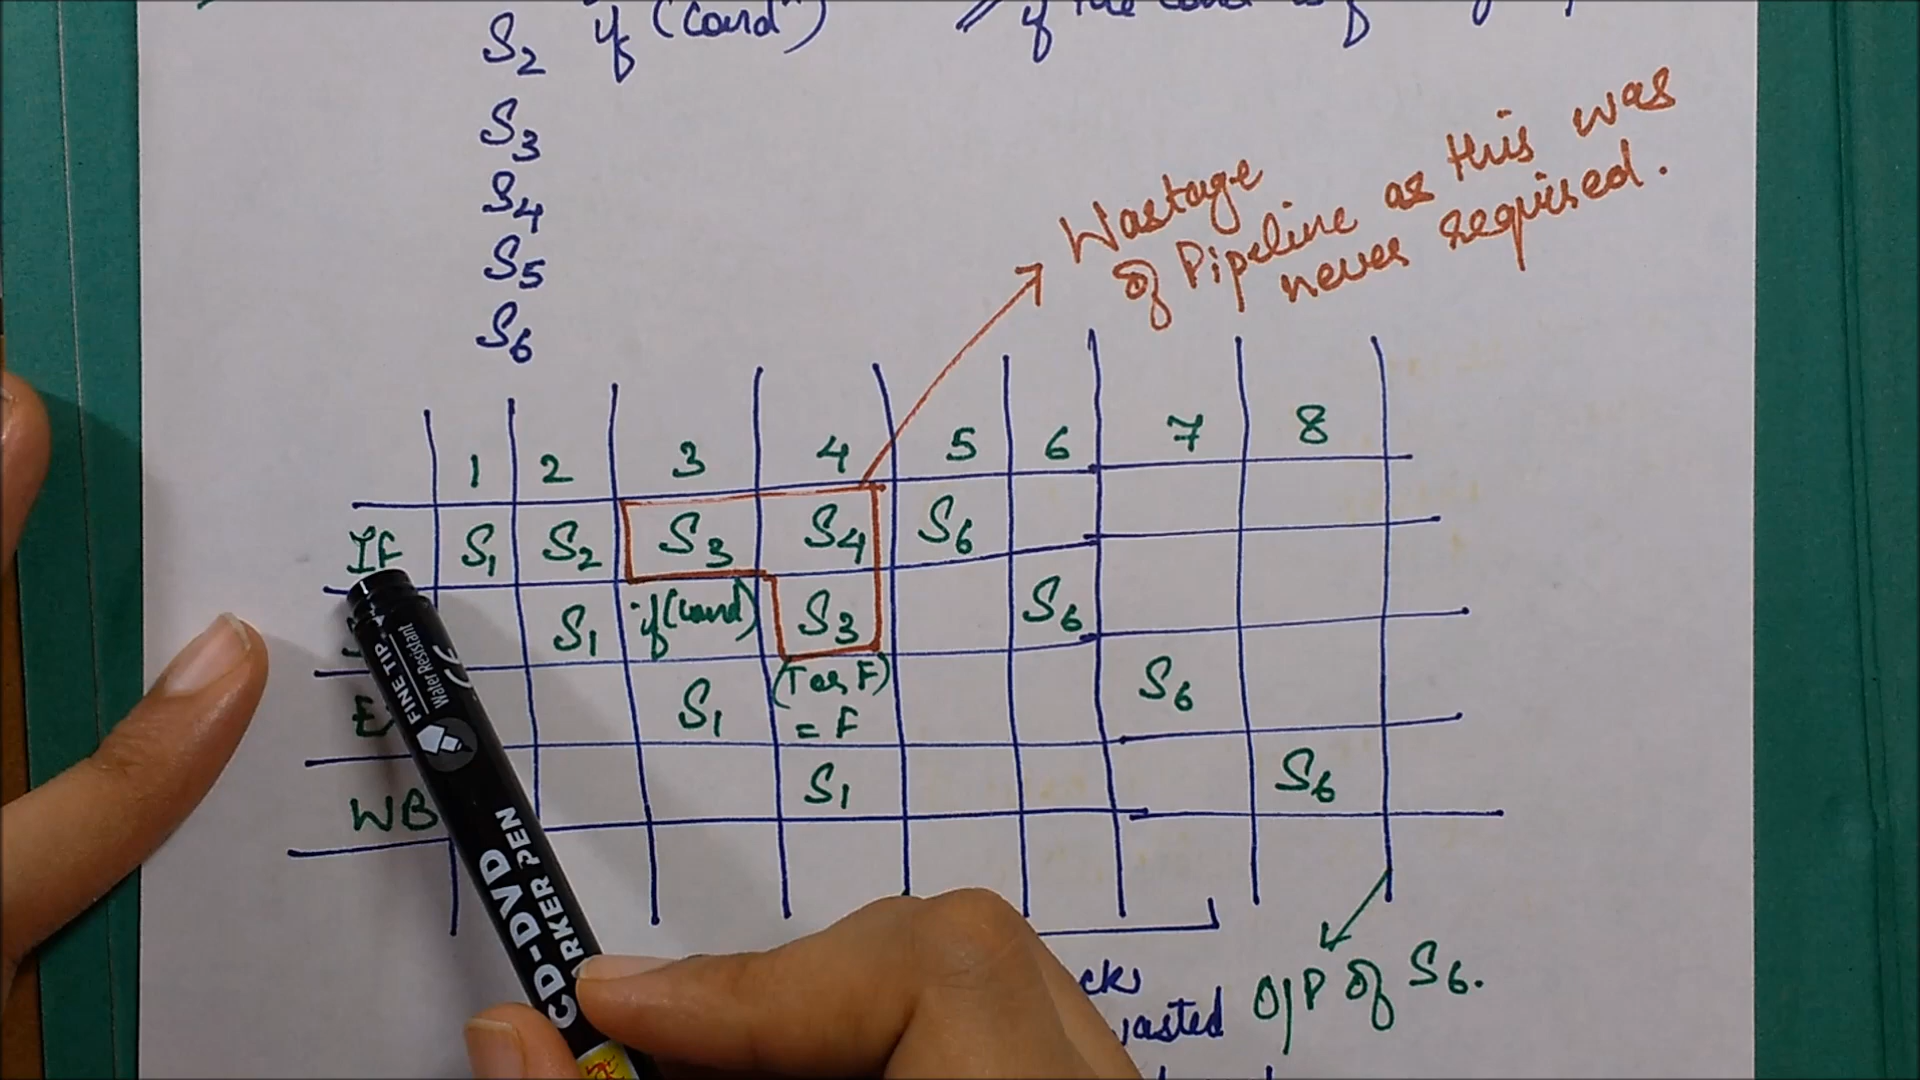 S2 if (Condn)
S3
S4
S5
S6
Wastage
of Pipeline as this was
never required.
1 2 3 4 5 6 7 8
IF S1 S2 S3 S4 S6
S1 if(cond) S3 S6
S1 (T or F) S6
= F
WB S1 S6
FINE TIP
Water Resistant
CD-DVD
MARKER PEN
wasted O/P of S6.